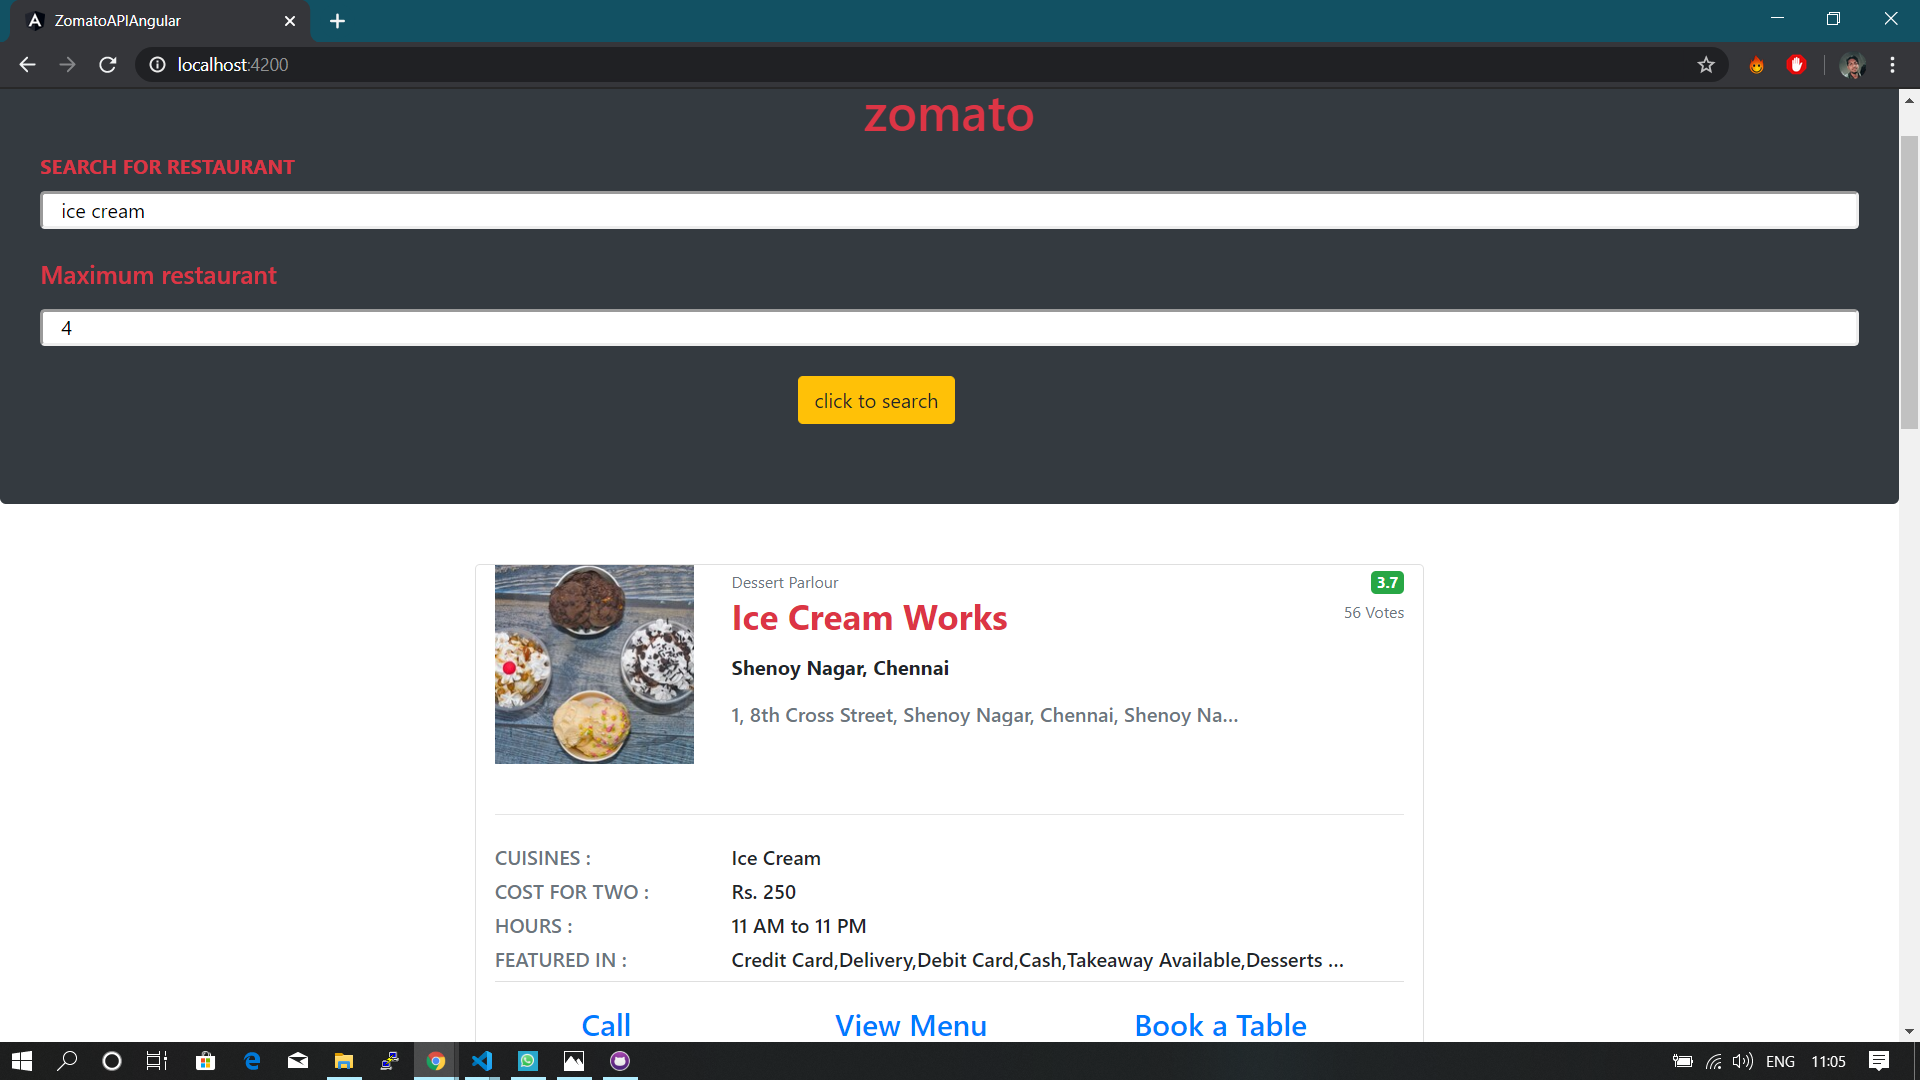 ZomatoAPIAngular
localhost:4200
zomato
SEARCH FOR RESTAURANT
ice cream
Maximum restaurant
4
click to search
Dessert Parlour
3.7
Ice Cream Works
56 Votes
Shenoy Nagar, Chennai
1, 8th Cross Street, Shenoy Nagar, Chennai, Shenoy Na...
CUISINES : Ice Cream
COST FOR TWO : Rs. 250
HOURS : 11 AM to 11 PM
FEATURED IN : Credit Card,Delivery,Debit Card,Cash,Takeaway Available,Desserts ...
Call View Menu Book a Table
ENG 11:05